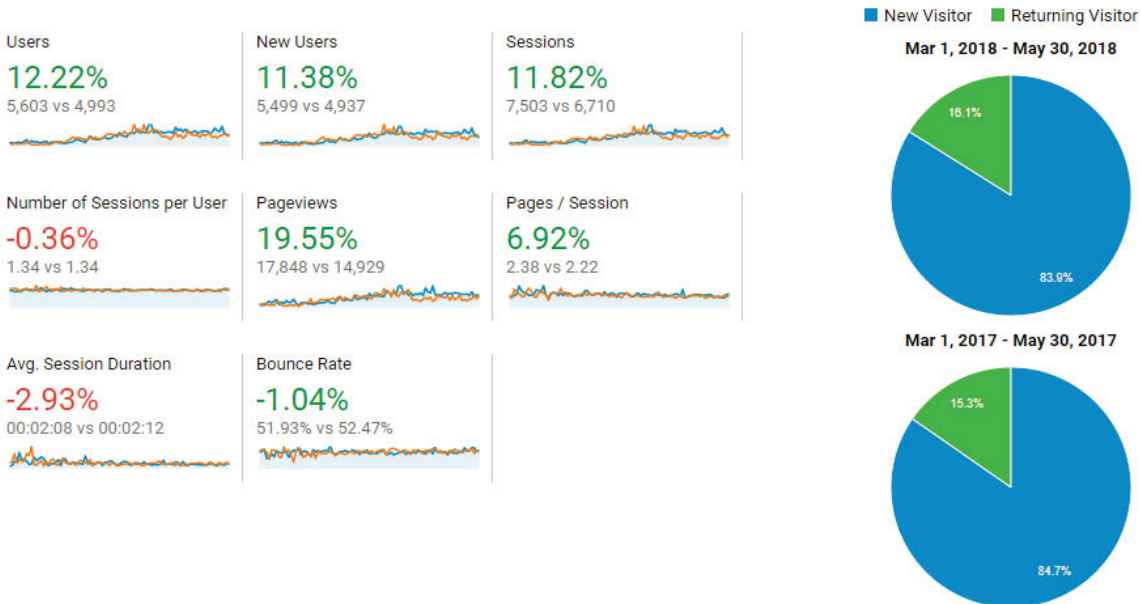 Users
12.22%
5,603 vs 4,993
New Users
11.38%
5,499 vs 4,937
Sessions
11.82%
7,503 vs 6,710
Number of Sessions per User
-0.36%
1.34 vs 1.34
Pageviews
19.55%
17,848 vs 14,929
Pages / Session
6.92%
2.38 vs 2.22
Avg. Session Duration
-2.93%
00:02:08 vs 00:02:12
Bounce Rate
-1.04%
51.93% vs 52.47%
New Visitor Returning Visitor
Mar 1, 2018 - May 30, 2018
16.1%
83.9%
Mar 1, 2017 - May 30, 2017
15.3%
84.7%